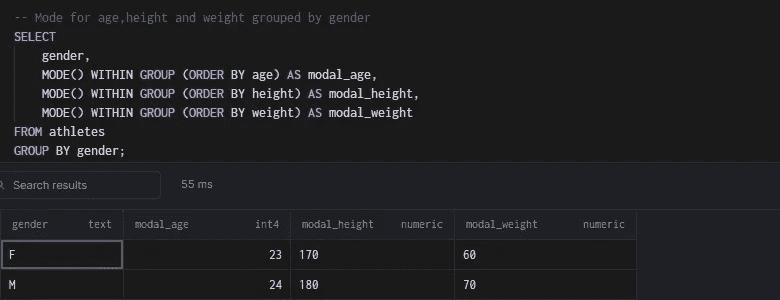 -- Mode for age,height and weight grouped by gender
SELECT
gender,
MODE() WITHIN GROUP (ORDER BY age) AS modal_age,
MODE() WITHIN GROUP (ORDER BY height) AS modal_height,
MODE() WITHIN GROUP (ORDER BY weight) AS modal_weight
FROM athletes
GROUP BY gender;
Search results 55 ms
gender text modal_age int4 modal_height numeric modal_weight numeric
F 23 170 60
M 24 180 70